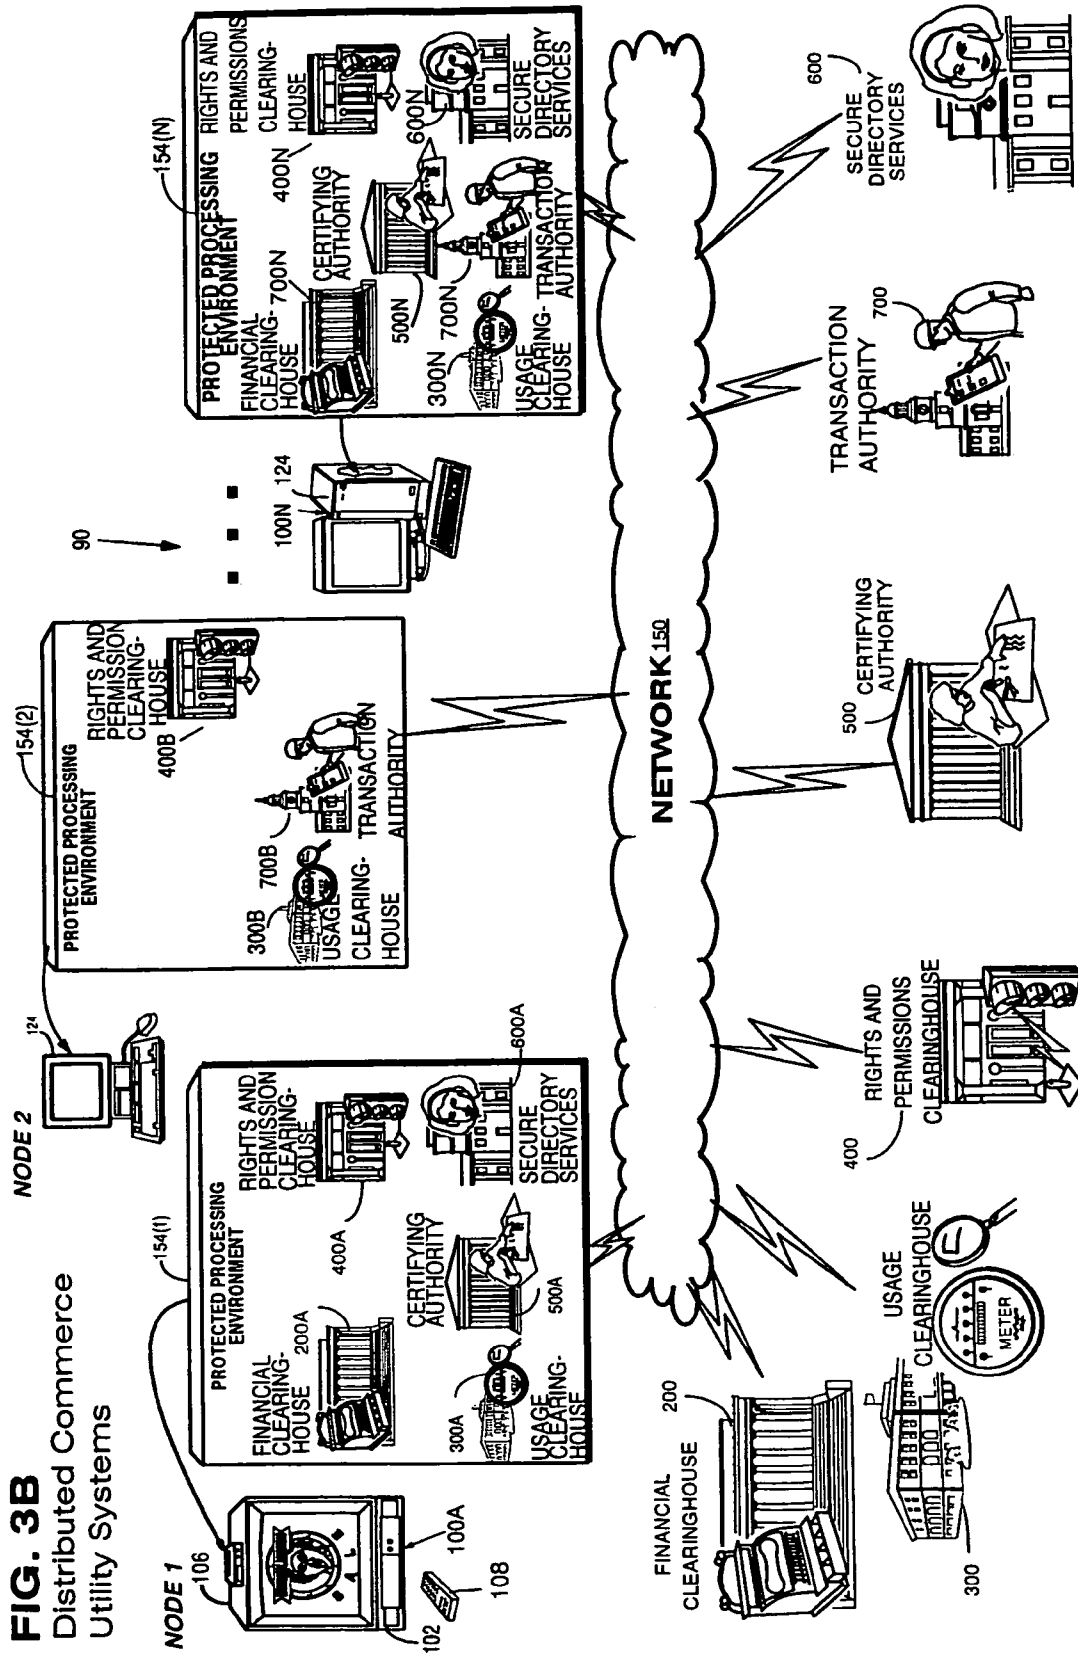 FIG. 3B
Distributed Commerce
Utility Systems
NODE 1
106
102
100A
108
154(1)
PROTECTED PROCESSING
ENVIRONMENT
FINANCIAL
CLEARING-
HOUSE
200A
RIGHTS AND
PERMISSION
CLEARING-
HOUSE
400A
CERTIFYING
AUTHORITY
500A
300A
USAGE
CLEARING-
HOUSE
SECURE
DIRECTORY
SERVICES
600A
NODE 2
124
154(2)
PROTECTED PROCESSING
ENVIRONMENT
RIGHTS AND
PERMISSION
CLEARING-
HOUSE
400B
300B
USAGE
CLEARING-
HOUSE
700B
TRANSACTION
AUTHORITY
90
100N
124
154(N)
PROTECTED PROCESSING
ENVIRONMENT
FINANCIAL
CLEARING-
HOUSE
700N
RIGHTS AND
PERMISSIONS
CLEARING-
HOUSE
400N
CERTIFYING
AUTHORITY
500N
300N
USAGE
CLEARING-
HOUSE
700N
TRANSACTION
AUTHORITY
600N
SECURE
DIRECTORY
SERVICES
NETWORK 150
FINANCIAL
CLEARINGHOUSE
200
300
USAGE
CLEARINGHOUSE
METER
400
RIGHTS AND
PERMISSIONS
CLEARINGHOUSE
500
CERTIFYING
AUTHORITY
TRANSACTION
AUTHORITY
700
600
SECURE
DIRECTORY
SERVICES